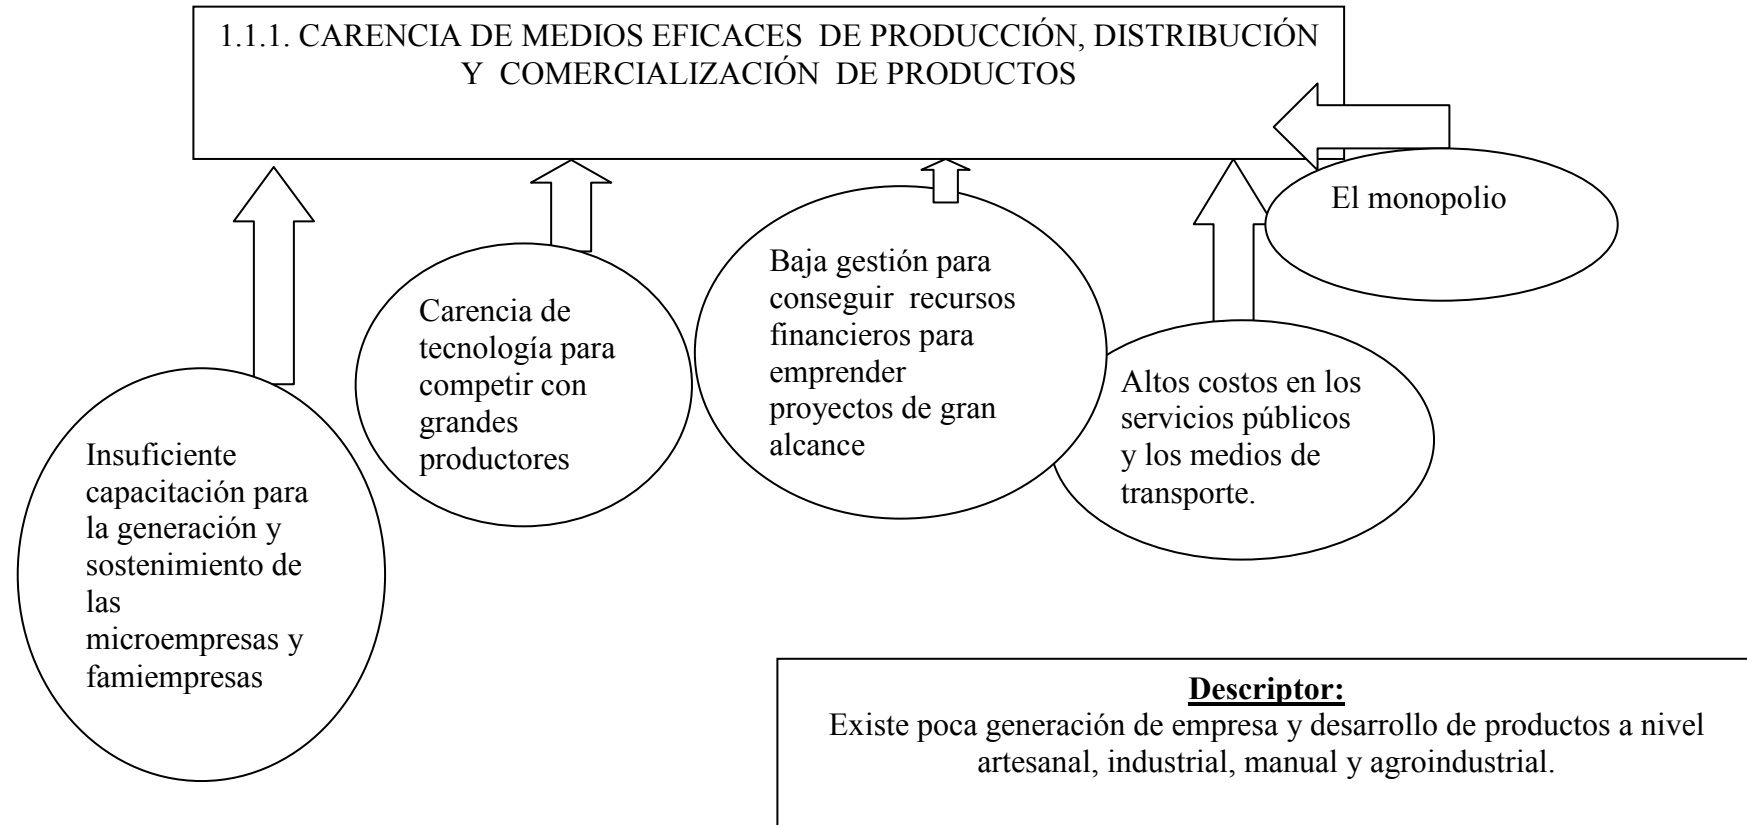 1.1.1. CARENCIA DE MEDIOS EFICACES DE PRODUCCIÓN, DISTRIBUCIÓN
Y COMERCIALIZACIÓN DE PRODUCTOS
Insuficiente
capacitación para
la generación y
sostenimiento de
las
microempresas y
famiempresas
Carencia de
tecnología para
competir con
grandes
productores
Baja gestión para
conseguir recursos
financieros para
emprender
proyectos de gran
alcance
Altos costos en los
servicios públicos
y los medios de
transporte.
El monopolio
Descriptor:
Existe poca generación de empresa y desarrollo de productos a nivel
artesanal, industrial, manual y agroindustrial.